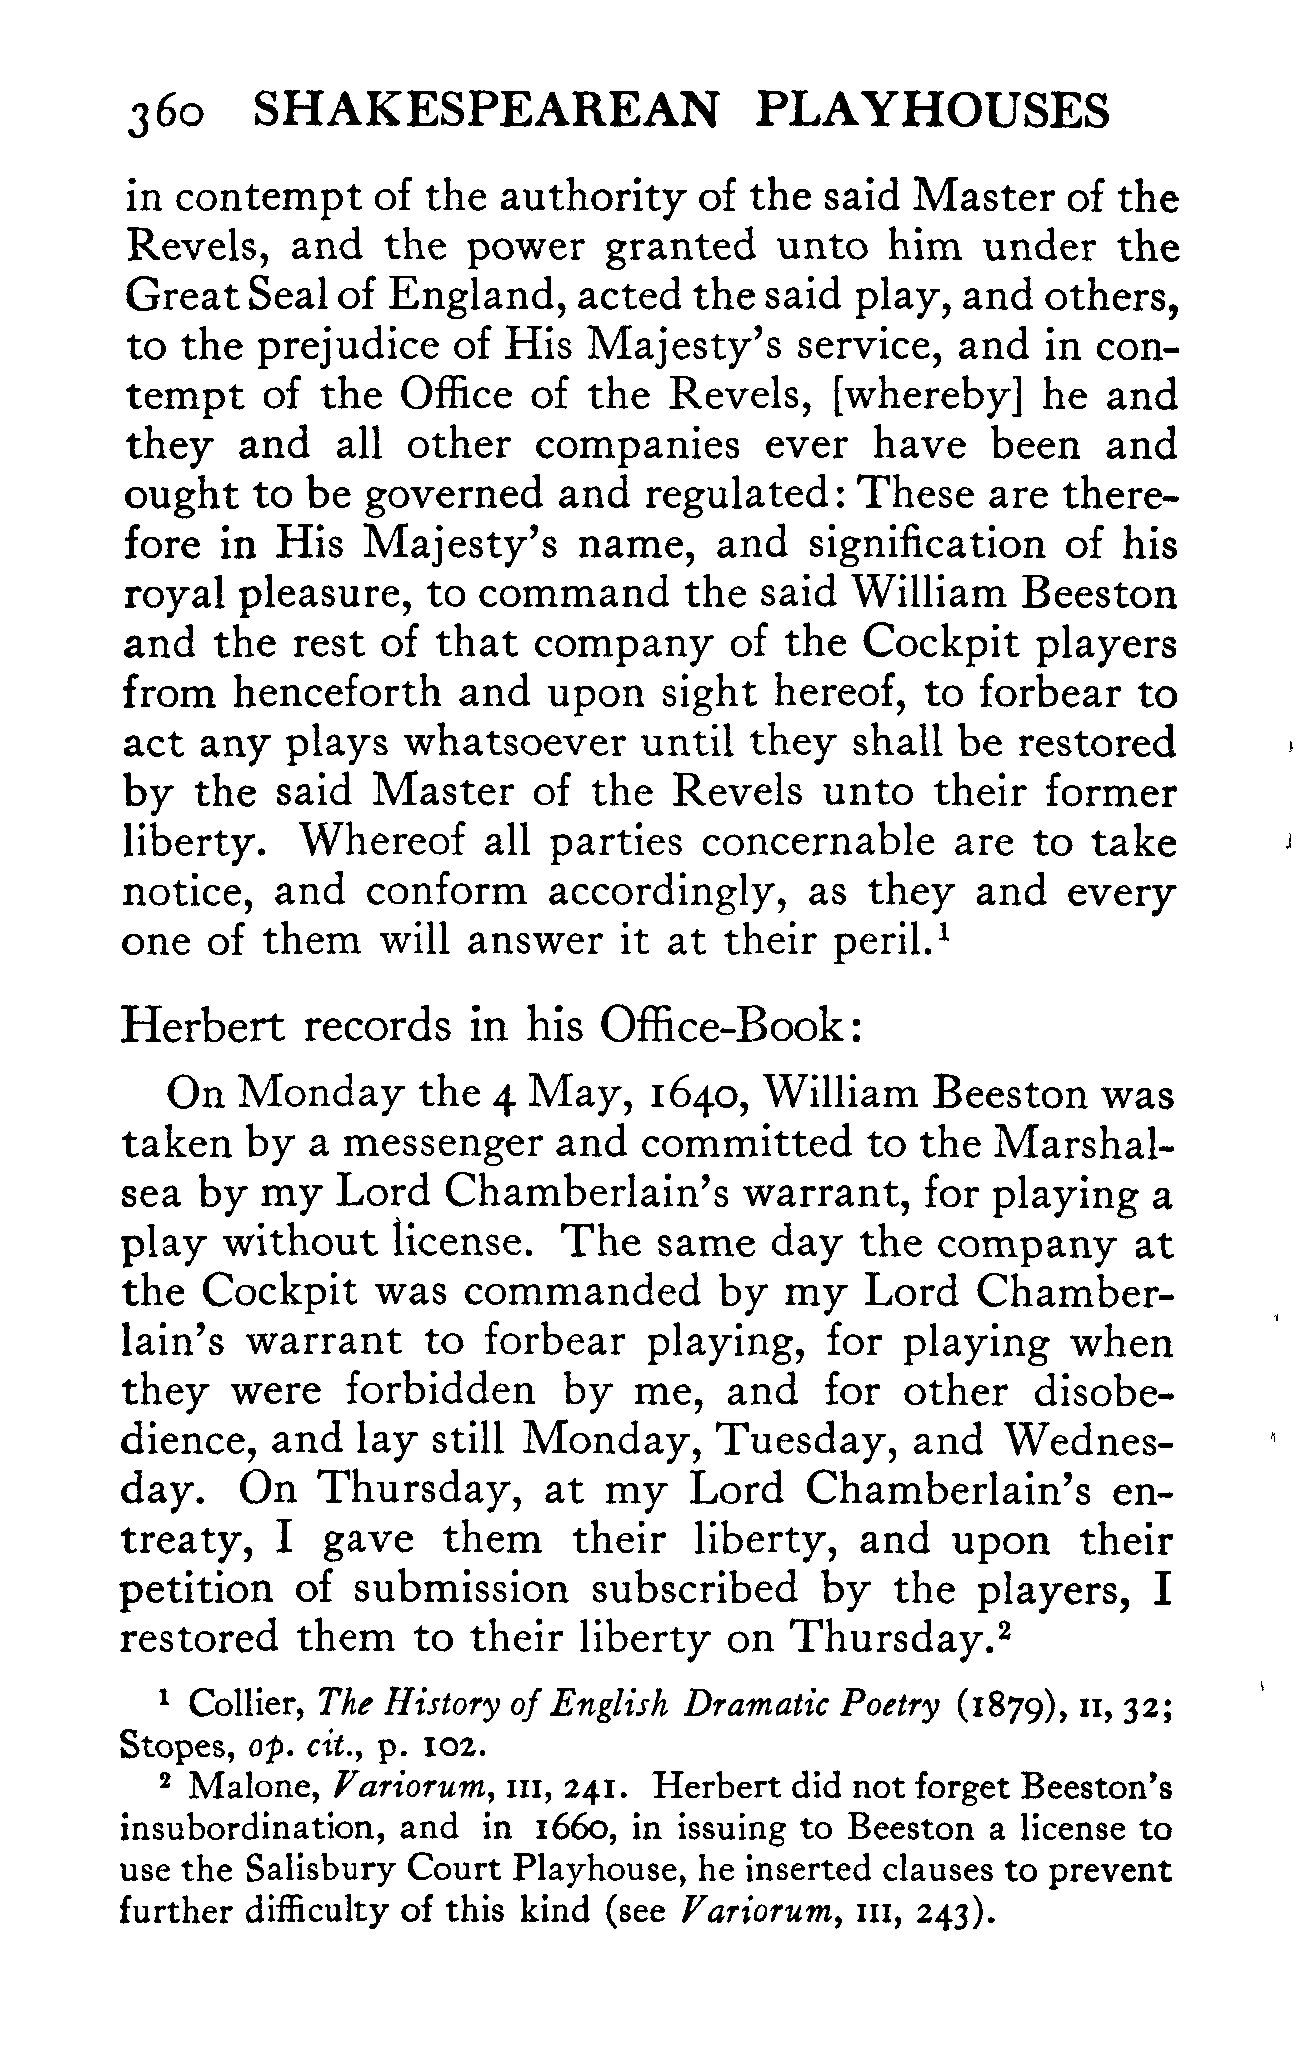 360 SHAKESPEAREAN PLAYHOUSES
in contempt of the authority of the said Master of the
Revels, and the power granted unto him under the
Great Seal of England, acted the said play, and others,
to the prejudice of His Majesty's service, and in con-
tempt of the Office of the Revels, [whereby] he and
they and all other companies ever have been and
ought to be governed and regulated: These are there-
fore in His Majesty's name, and signification of his
royal pleasure, to command the said William Beeston
and the rest of that company of the Cockpit players
from henceforth and upon sight hereof, to forbear to
act any plays whatsoever until they shall be restored
by the said Master of the Revels unto their former
liberty. Whereof all parties concernable are to take
notice, and conform accordingly, as they and every
one of them will answer it at their peril.¹
Herbert records in his Office-Book:
On Monday the 4 May, 1640, William Beeston was
taken by a messenger and committed to the Marshal-
sea by my Lord Chamberlain's warrant, for playing a
play without license. The same day the company at
the Cockpit was commanded by my Lord Chamber-
lain's warrant to forbear playing, for playing when
they were forbidden by me, and for other disobe-
dience, and lay still Monday, Tuesday, and Wednes-
day. On Thursday, at my Lord Chamberlain's en-
treaty, I gave them their liberty, and upon their
petition of submission subscribed by the players, I
restored them to their liberty on Thursday.²
¹ Collier, The History of English Dramatic Poetry (1879), II, 32;
Stopes, op. cit., p. 102.
² Malone, Variorum, III, 241. Herbert did not forget Beeston's
insubordination, and in 1660, in issuing to Beeston a license to
use the Salisbury Court Playhouse, he inserted clauses to prevent
further difficulty of this kind (see Variorum, III, 243).